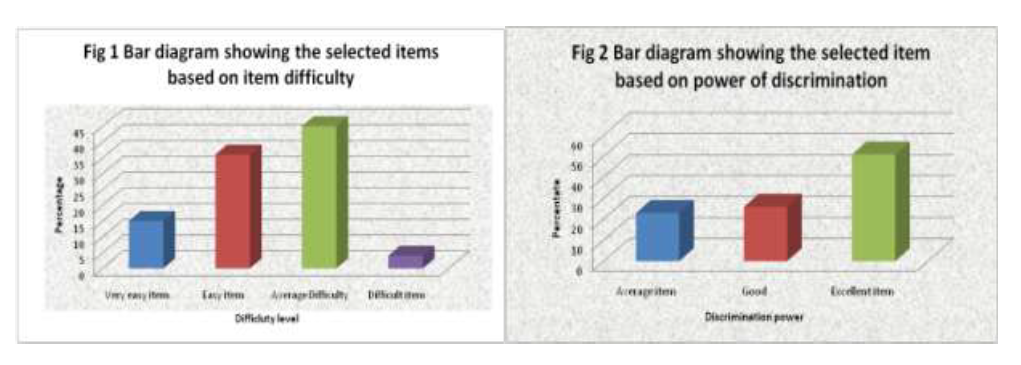 Fig 1 Bar diagram showing the selected items
based on item difficulty
45
40
35
30
25
20
15
10
5
0
Percentage
Very easy item
Easy item
Average Difficulty
Difficult item
Difficluty level
Fig 2 Bar diagram showing the selected item
based on power of discrimination
60
50
40
30
20
10
0
Average item
Good
Excellent item
Discrimination power